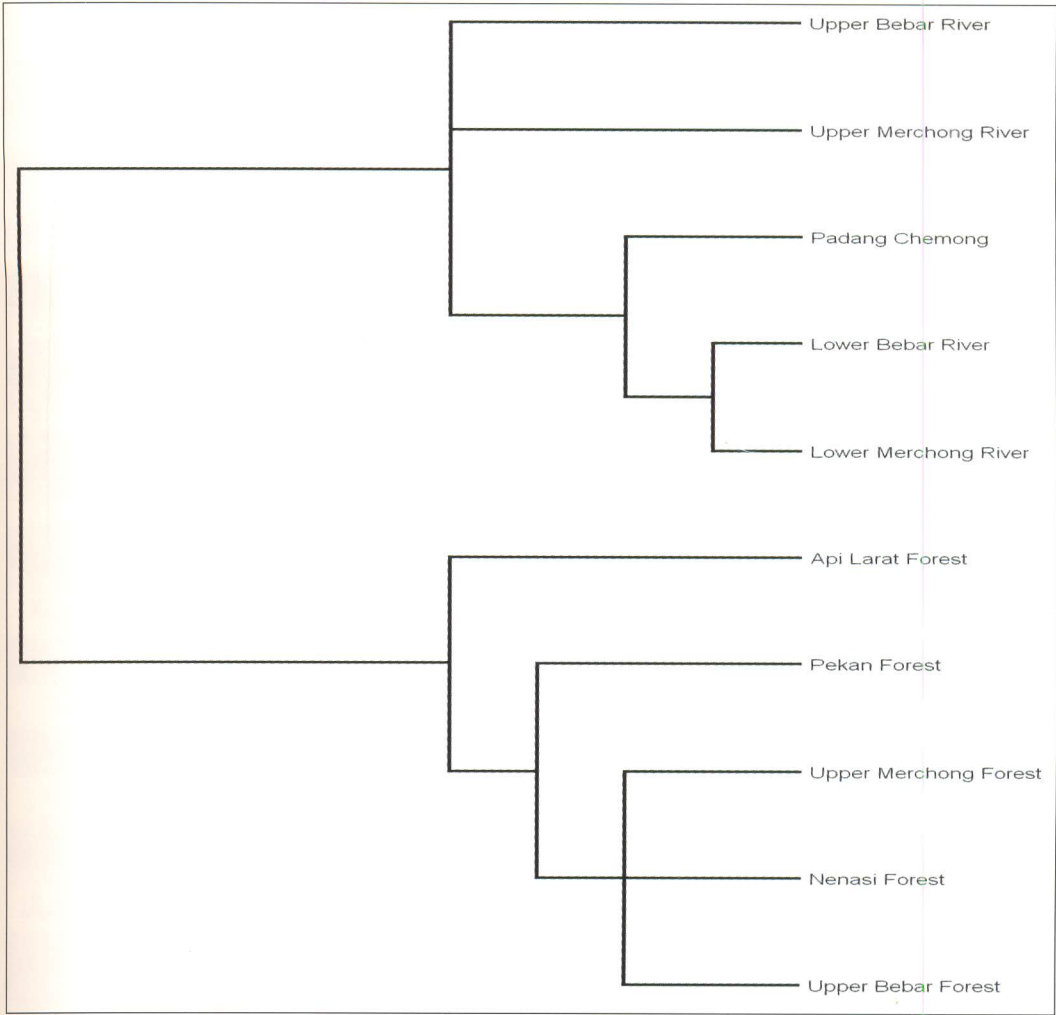 Upper Bebar River
Upper Merchong River
Padang Chemong
Lower Bebar River
Lower Merchong River
Api Larat Forest
Pekan Forest
Upper Merchong Forest
Nenasi Forest
Upper Bebar Forest